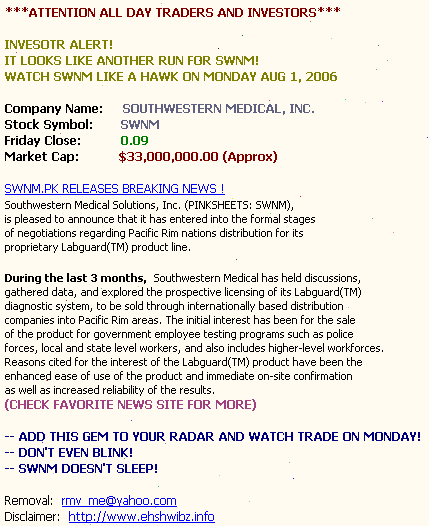 ***ATTENTION ALL DAY TRADERS AND INVESTORS***
INVESOTR ALERT!
IT LOOKS LIKE ANOTHER RUN FOR SWNM!
WATCH SWNM LIKE A HAWK ON MONDAY AUG 1, 2006
Company Name: SOUTHWESTERN MEDICAL, INC.
Stock Symbol: SWNM
Friday Close: 0.09
Market Cap: $33,000,000.00 (Approx)
SWNM.PK RELEASES BREAKING NEWS !
Southwestern Medical Solutions, Inc. (PINKSHEETS: SWNM),
is pleased to announce that it has entered into the formal stages
of negotiations regarding Pacific Rim nations distribution for its
proprietary Labguard(TM) product line.
During the last 3 months, Southwestern Medical has held discussions,
gathered data, and explored the prospective licensing of its Labguard(TM)
diagnostic system, to be sold through internationally based distribution
companies into Pacific Rim areas. The initial interest has been for the sale
of the product for government employee testing programs such as police
forces, local and state level workers, and also includes higher-level workforces.
Reasons cited for the interest of the Labguard(TM) product have been the
enhanced ease of use of the product and immediate on-site confirmation
as well as increased reliability of the results.
(CHECK FAVORITE NEWS SITE FOR MORE)
-- ADD THIS GEM TO YOUR RADAR AND WATCH TRADE ON MONDAY!
-- DON'T EVEN BLINK!
-- SWNM DOESN'T SLEEP!
Removal: rmv_me@yahoo.com
Disclaimer: http://www.ehshwibz.info